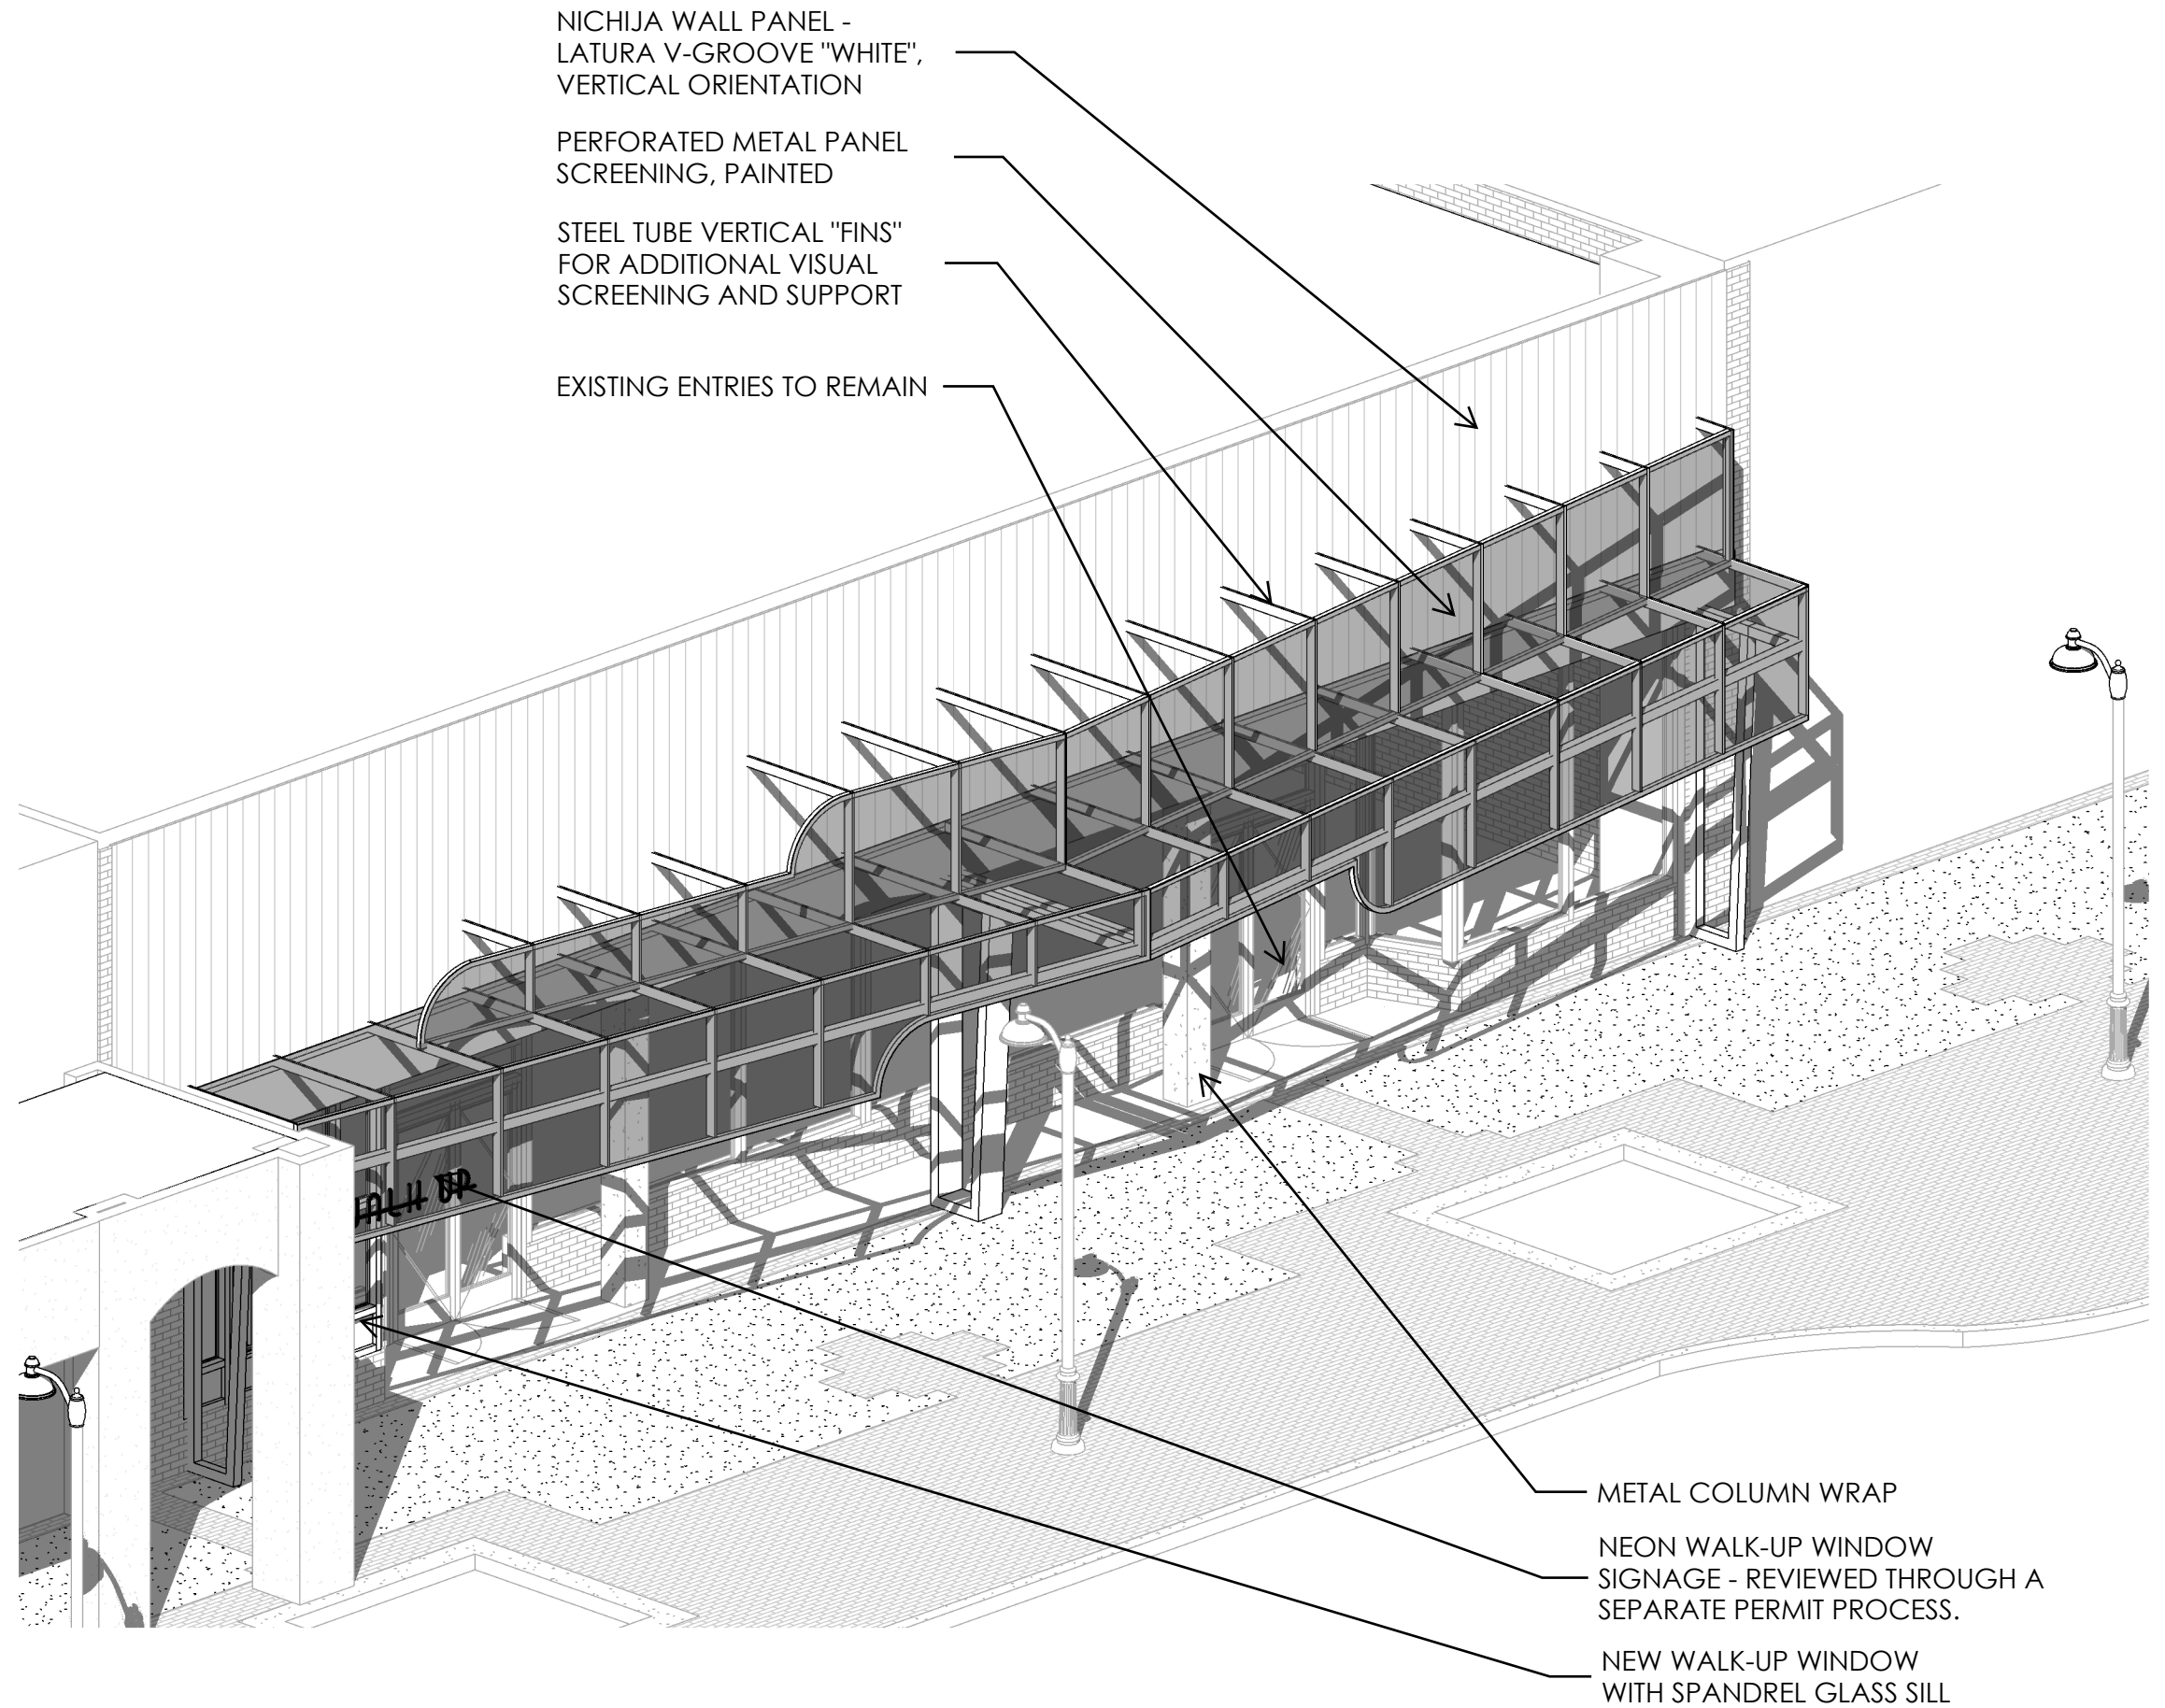 NICHIJA WALL PANEL -
LATURA V-GROOVE "WHITE",
VERTICAL ORIENTATION
PERFORATED METAL PANEL
SCREENING, PAINTED
STEEL TUBE VERTICAL "FINS"
FOR ADDITIONAL VISUAL
SCREENING AND SUPPORT
EXISTING ENTRIES TO REMAIN
UP
METAL COLUMN WRAP
NEON WALK-UP WINDOW
SIGNAGE - REVIEWED THROUGH A
SEPARATE PERMIT PROCESS.
NEW WALK-UP WINDOW
WITH SPANDREL GLASS SILL